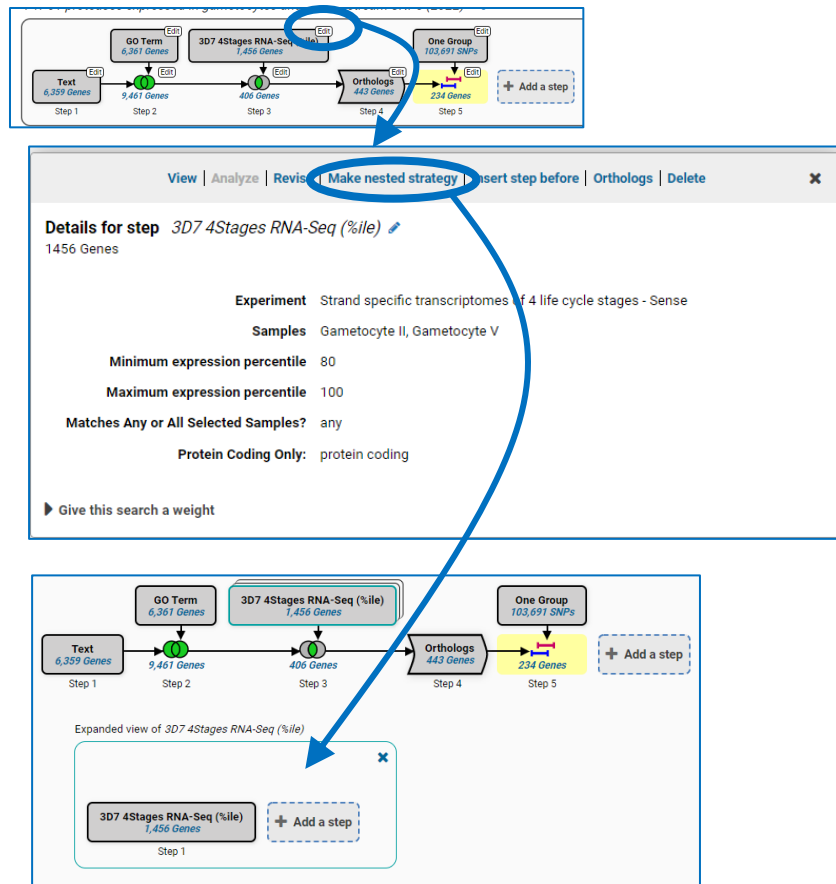 Edit Edit Edit
GO Term 3D7 4Stages RNA-Seq (%ile) One Group
6,361 Genes 1,456 Genes 103,691 SNPs
Edit Edit Edit Edit Edit
Text Orthologs
6,359 Genes 443 Genes
9,461 Genes 406 Genes 234 Genes
+ Add a step
Step 1 Step 2 Step 3 Step 4 Step 5
View | Analyze | Revise | Make nested strategy | Insert step before | Orthologs | Delete
Details for step 3D7 4Stages RNA-Seq (%ile)
1456 Genes
Experiment Strand specific transcriptomes of 4 life cycle stages - Sense
Samples Gametocyte II, Gametocyte V
Minimum expression percentile 80
Maximum expression percentile 100
Matches Any or All Selected Samples? any
Protein Coding Only: protein coding
Give this search a weight
GO Term 3D7 4Stages RNA-Seq (%ile) One Group
6,361 Genes 1,456 Genes 103,691 SNPs
Text Orthologs
6,359 Genes 443 Genes
9,461 Genes 406 Genes 234 Genes
+ Add a step
Step 1 Step 2 Step 3 Step 4 Step 5
Expanded view of 3D7 4Stages RNA-Seq (%ile)
3D7 4Stages RNA-Seq (%ile)
1,456 Genes
+ Add a step
Step 1